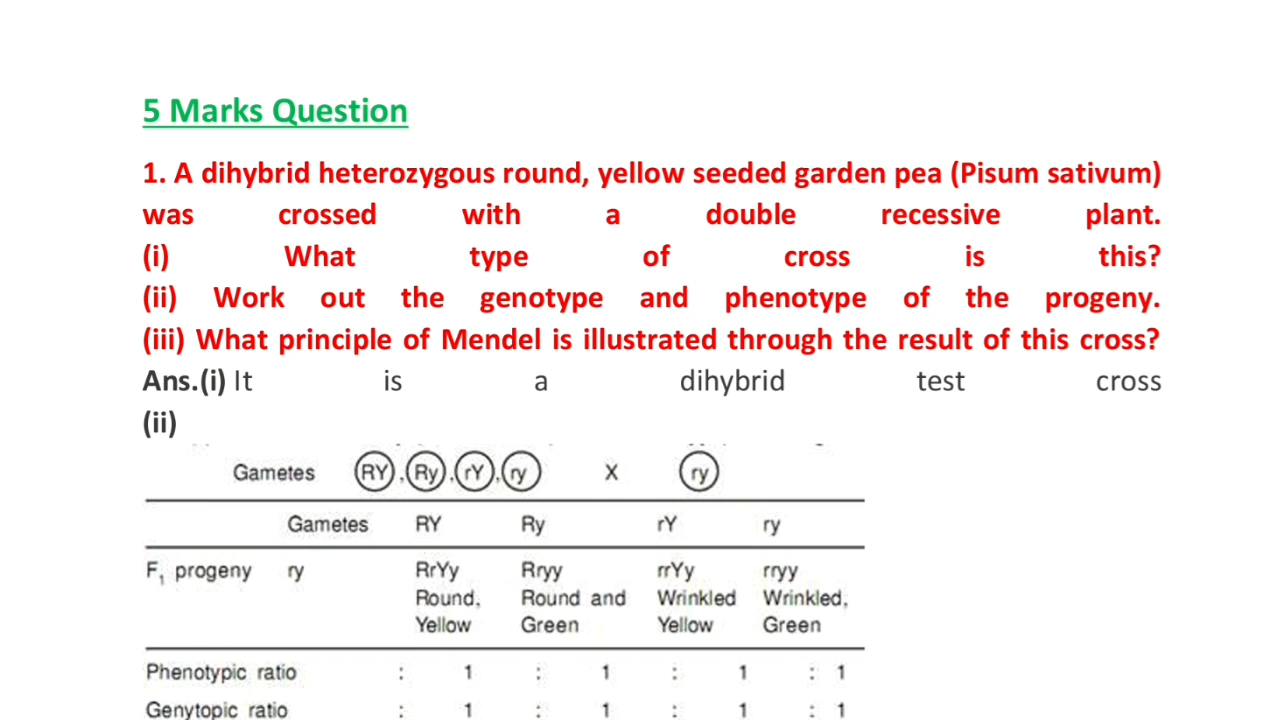 5 Marks Question
1. A dihybrid heterozygous round, yellow seeded garden pea (Pisum sativum)
was crossed with a double recessive plant.
(i) What type of cross is this?
(ii) Work out the genotype and phenotype of the progeny.
(iii) What principle of Mendel is illustrated through the result of this cross?
Ans.(i) It is a dihybrid test cross
(ii)
Gametes RY , Ry , rY , ry X ry
Gametes RY Ry rY ry
F₁ progeny ry RrYy Rryy rrYy rryy
Round, Round and Wrinkled Wrinkled,
Yellow Green Yellow Green
Phenotypic ratio : 1 : 1 : 1 : 1
Genytopic ratio : 1 : 1 : 1 : 1